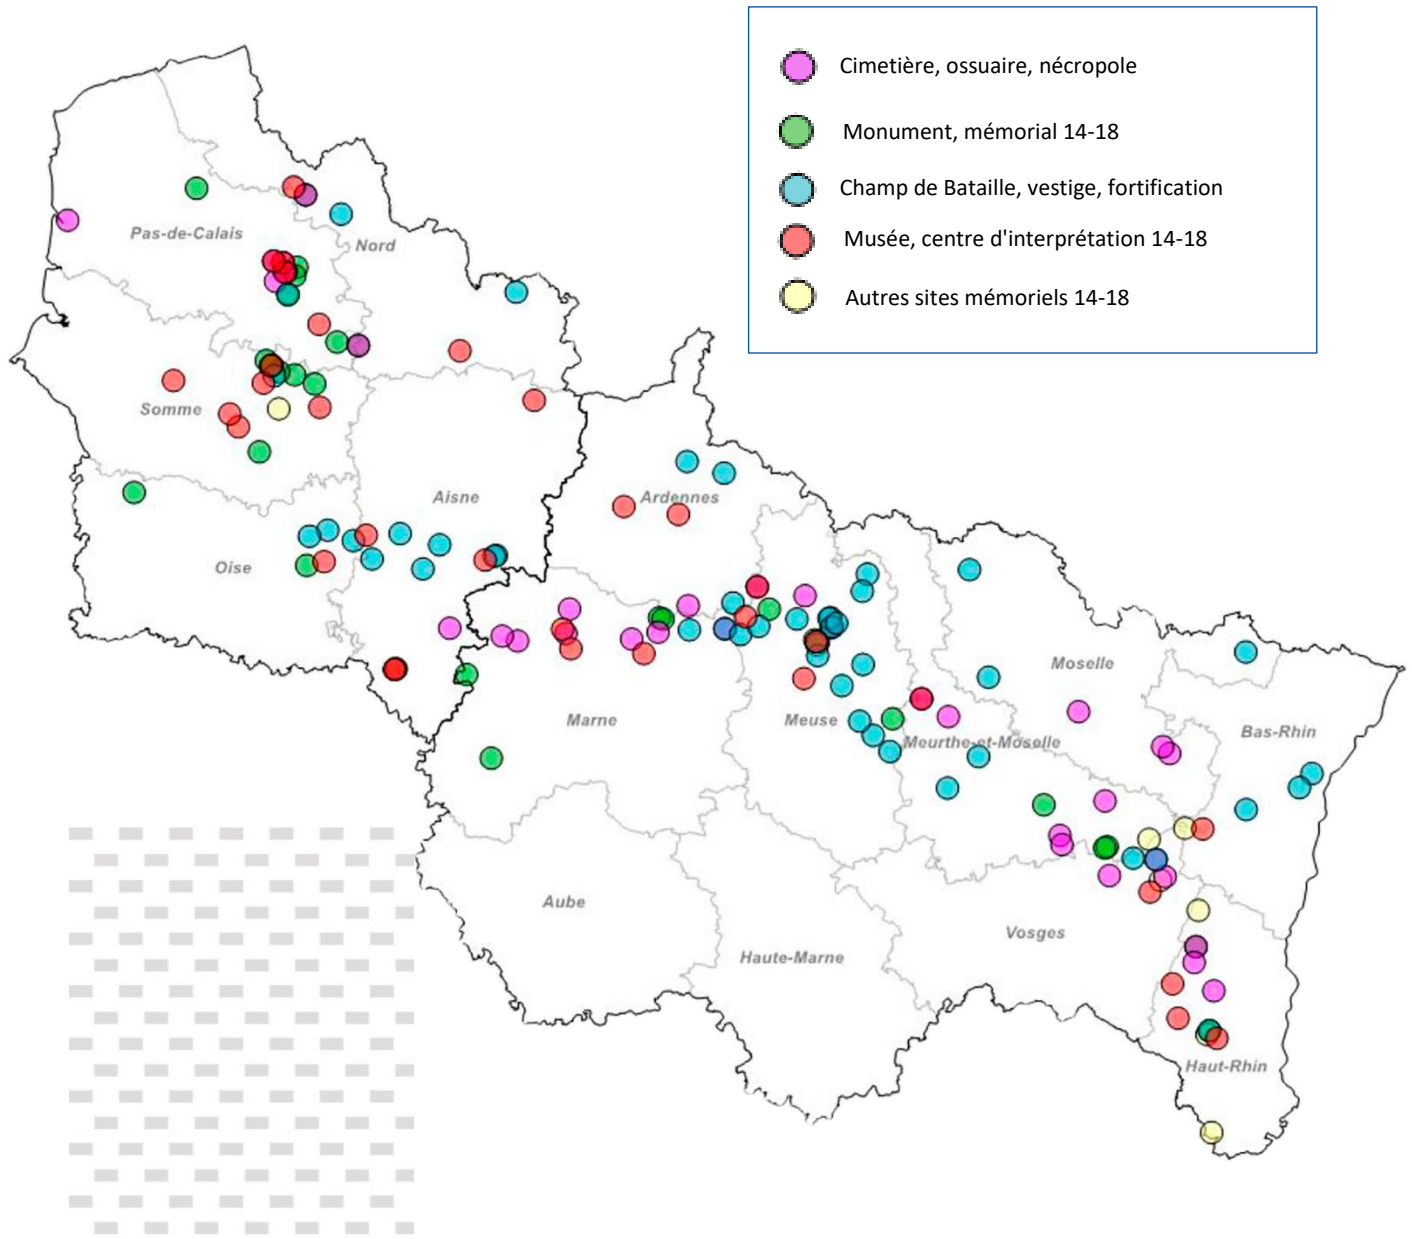 Cimetière, ossuaire, nécropole
Monument, mémorial 14-18
Champ de Bataille, vestige, fortification
Musée, centre d'interprétation 14-18
Autres sites mémoriels 14-18
Pas-de-Calais
Nord
Somme
Aisne
Ardennes
Oise
Moselle
Marne
Meuse
Bas-Rhin
Meurthe-et-Moselle
Aube
Vosges
Haute-Marne
Haut-Rhin